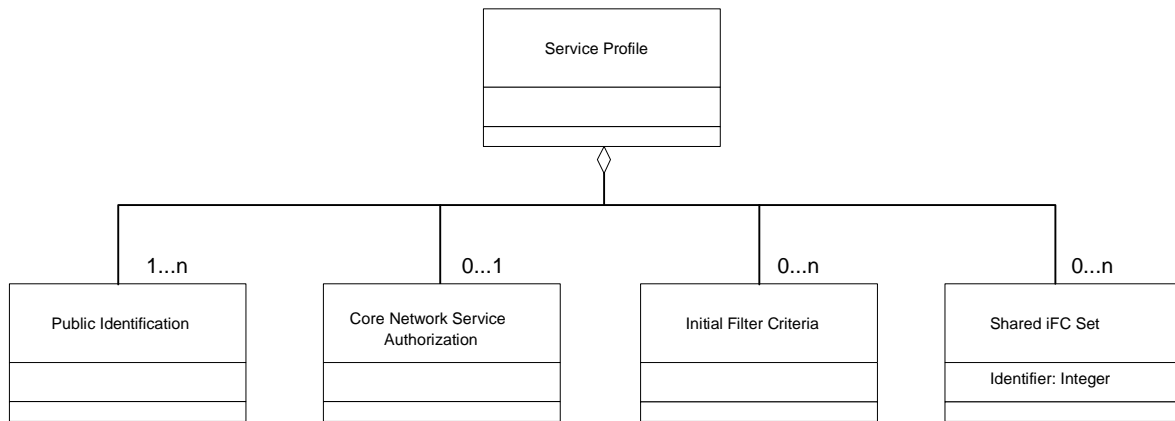 Service Profile
1...n
0...1
0...n
0...n
Public Identification
Core Network Service
Authorization
Initial Filter Criteria
Shared iFC Set
Identifier: Integer